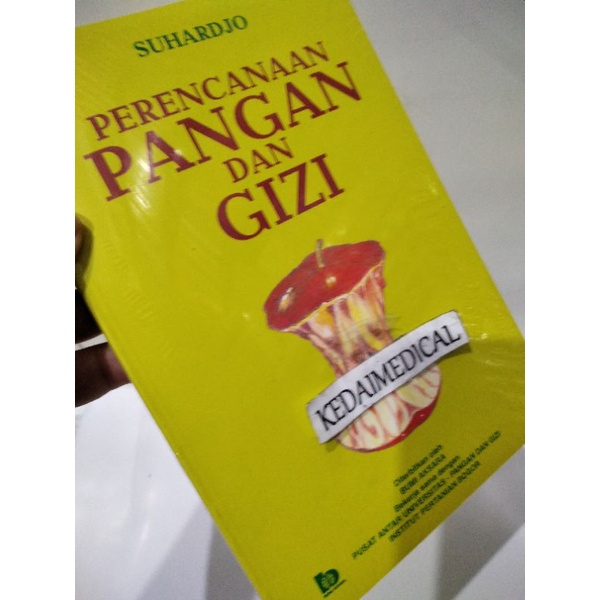 SUHARDJO
PERENCANAAN
PANGAN
DAN
GIZI
KEDAIMEDICAL
Diterbitkan oleh
BUMI AKSARA
Bekerja sama dengan
PUSAT ANTAR UNIVERSITAS - PANGAN DAN GIZI
INSTITUT PERTANIAN BOGOR